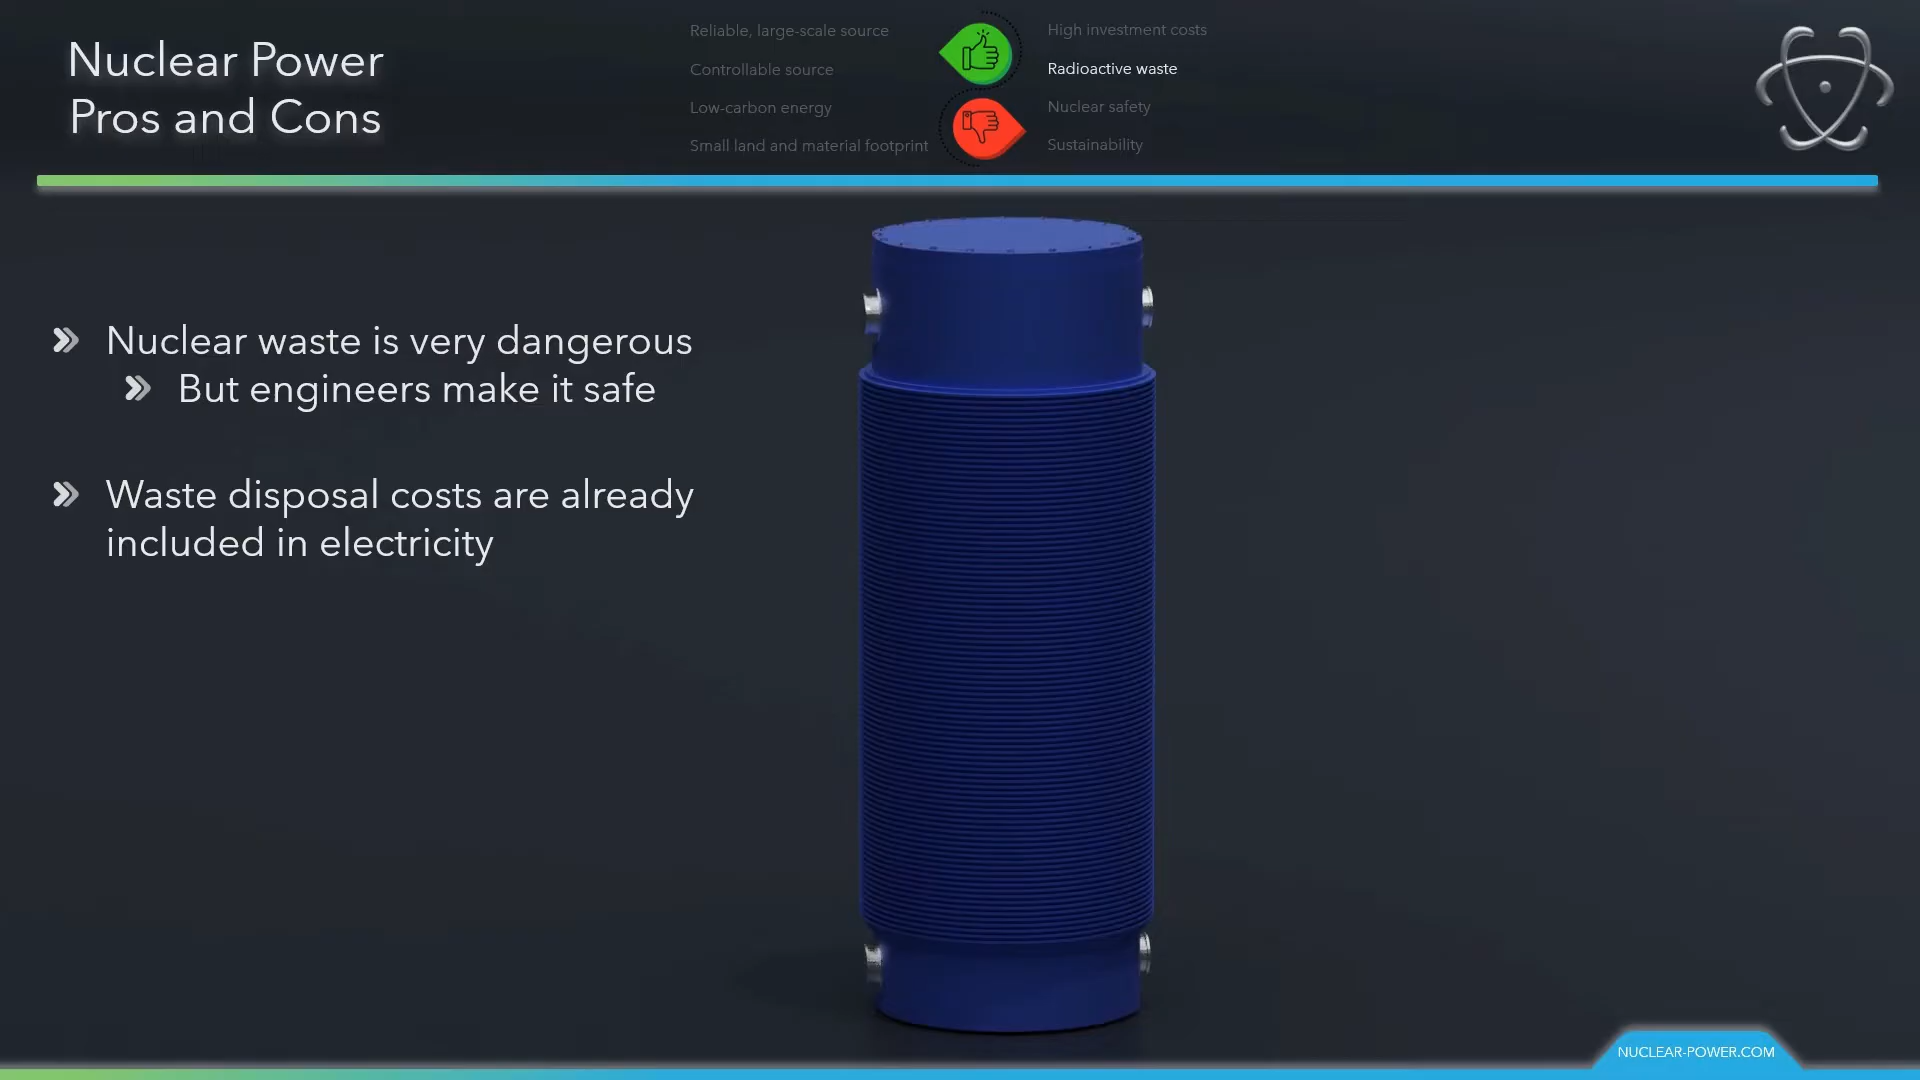 Nuclear Power
Pros and Cons
Reliable, large-scale source
Controllable source
Low-carbon energy
Small land and material footprint
High investment costs
Radioactive waste
Nuclear safety
Sustainability
Nuclear waste is very dangerous
But engineers make it safe
Waste disposal costs are already
included in electricity
NUCLEAR-POWER.COM